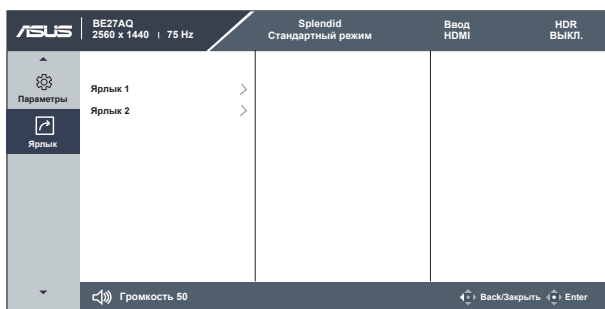 ASUS
BE27AQ
2560 x 1440 | 75 Hz
Splendid
Стандартный режим
Ввод
HDMI
HDR
ВЫКЛ.
Параметры
Ярлык
Ярлык 1
Ярлык 2
Громкость 50
Back/Закрыть
Enter